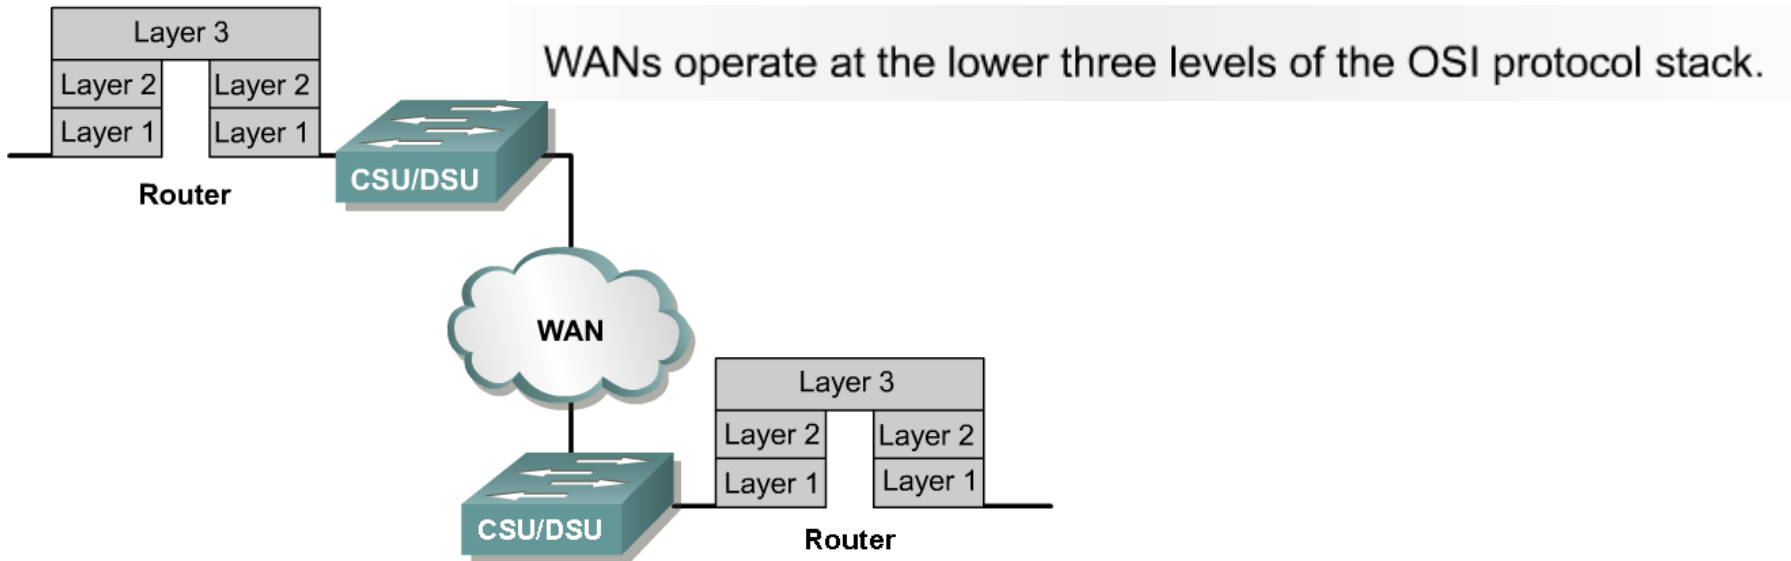 Layer 3
WANs operate at the lower three levels of the OSI protocol stack.
Layer 2
Layer 2
Layer 1
Layer 1
CSU/DSU
Router
WAN
Layer 3
Layer 2
Layer 2
Layer 1
Layer 1
CSU/DSU
Router